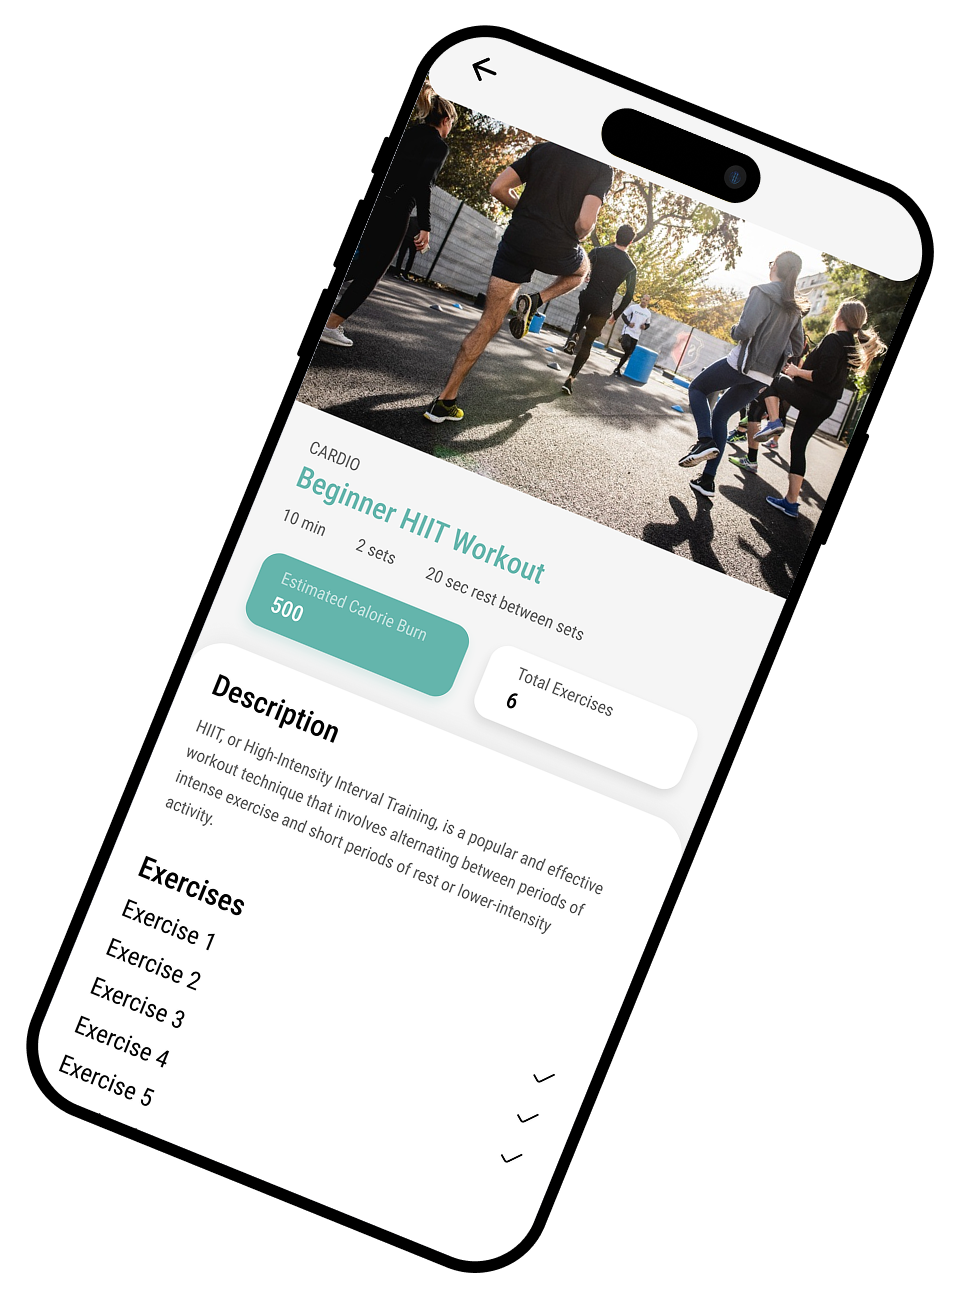 CARDIO
Beginner HIIT Workout
10 min 2 sets 20 sec rest between sets
Estimated Calorie Burn
500
Total Exercises
6
Description
HIIT, or High-Intensity Interval Training, is a popular and effective
workout technique that involves alternating between periods of
intense exercise and short periods of rest or lower-intensity
activity.
Exercises
Exercise 1
Exercise 2
Exercise 3
Exercise 4
Exercise 5